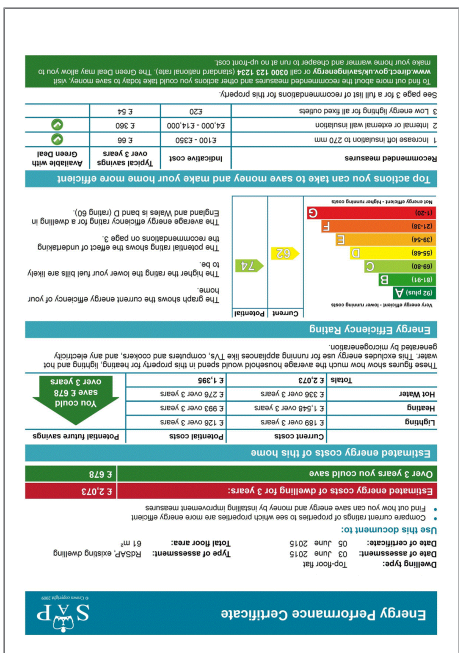 Energy Performance Certificate
SAP
© Crown copyright 2009
Dwelling type: Top-floor flat
Date of assessment: 03 June 2015
Date of certificate: 05 June 2015
Type of assessment: RdSAP, existing dwelling
Total floor area: 61 m²
Use this document to:
• Compare current ratings of properties to see which properties are more energy efficient
• Find out how you can save energy and money by installing improvement measures
Estimated energy costs of dwelling for 3 years: £ 2,073
Over 3 years you could save £ 678
Estimated energy costs of this home
Current costs Potential costs Potential future savings
Lighting £ 189 over 3 years £ 126 over 3 years
Heating £ 1,548 over 3 years £ 993 over 3 years
Hot Water £ 336 over 3 years £ 276 over 3 years
Totals £ 2,073 £ 1,395
You could
save £ 678
over 3 years
These figures show how much the average household would spend in this property for heating, lighting and hot
water. This excludes energy use for running appliances like TVs, computers and cookers, and any electricity
generated by microgeneration.
Energy Efficiency Rating
Current Potential
Very energy efficient - lower running costs
(92 plus) A
(81-91) B
(69-80) C
(55-68) D
(39-54) E
(21-38) F
(1-20) G
Not energy efficient - higher running costs
62
74
The graph shows the current energy efficiency of your
home.
The higher the rating the lower your fuel bills are likely
to be.
The potential rating shows the effect of undertaking
the recommendations on page 3.
The average energy efficiency rating for a dwelling in
England and Wales is band D (rating 60).
Top actions you can take to save money and make your home more efficient
Recommended measures Indicative cost Typical savings
over 3 years Available with
Green Deal
1 Increase loft insulation to 270 mm £100 - £350 £ 66
2 Internal or external wall insulation £4,000 - £14,000 £ 360
3 Low energy lighting for all fixed outlets £20 £ 54
See page 3 for a full list of recommendations for this property.
To find out more about the recommended measures and other actions you could take today to save money, visit
www.direct.gov.uk/savingenergy or call 0300 123 1234 (standard national rate). The Green Deal may allow you to
make your home warmer and cheaper to run at no up-front cost.